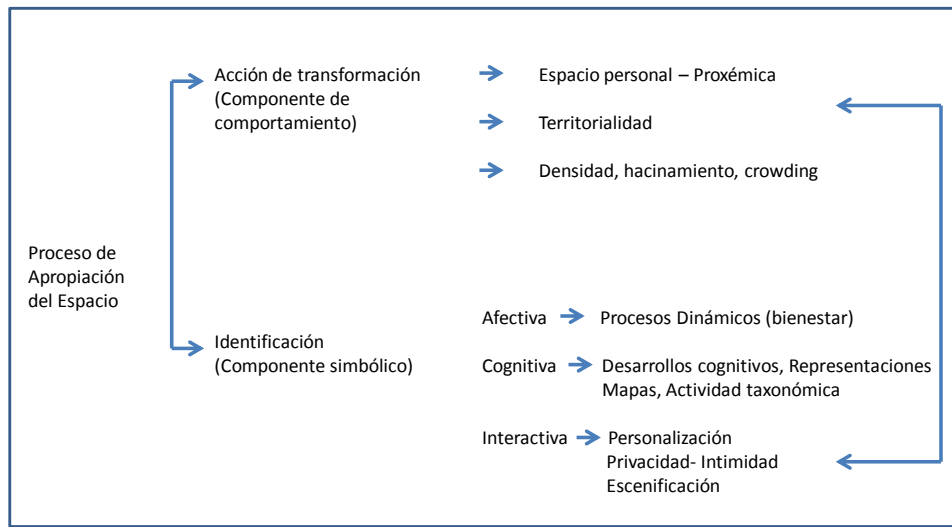 Acción de transformación
(Componente de
comportamiento)
Espacio personal – Proxémica
Territorialidad
Densidad, hacinamiento, crowding
Proceso de
Apropiación
del Espacio
Identificación
(Componente simbólico)
Afectiva
Procesos Dinámicos (bienestar)
Cognitiva
Desarrollos cognitivos, Representaciones
Mapas, Actividad taxonómica
Interactiva
Personalización
Privacidad- Intimidad
Escenificación